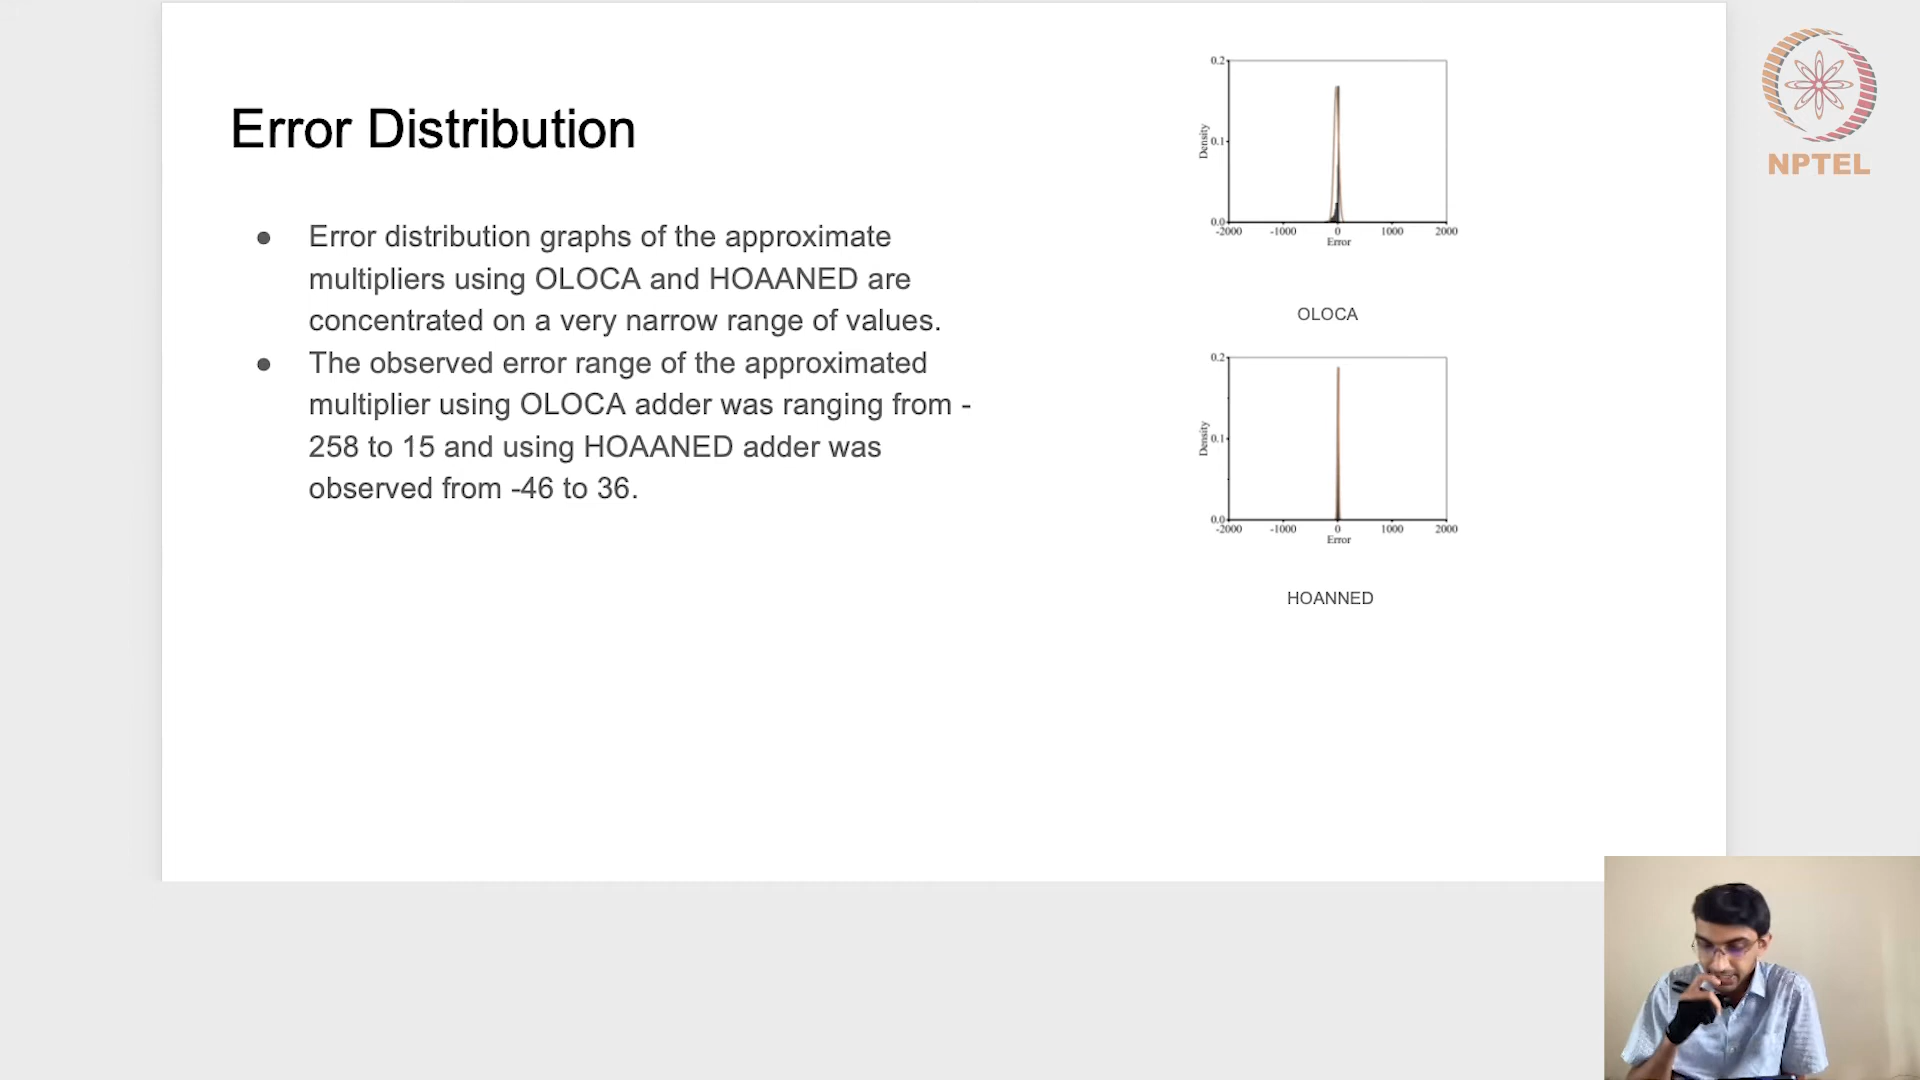 Error Distribution
● Error distribution graphs of the approximate
multipliers using OLOCA and HOAANED are
concentrated on a very narrow range of values.
● The observed error range of the approximated
multiplier using OLOCA adder was ranging from -
258 to 15 and using HOAANED adder was
observed from -46 to 36.
0.2
Density
0.1
0.0
-2000 -1000 0 1000 2000
Error
OLOCA
0.2
Density
0.1
0.0
-2000 -1000 0 1000 2000
Error
HOANNED
NPTEL